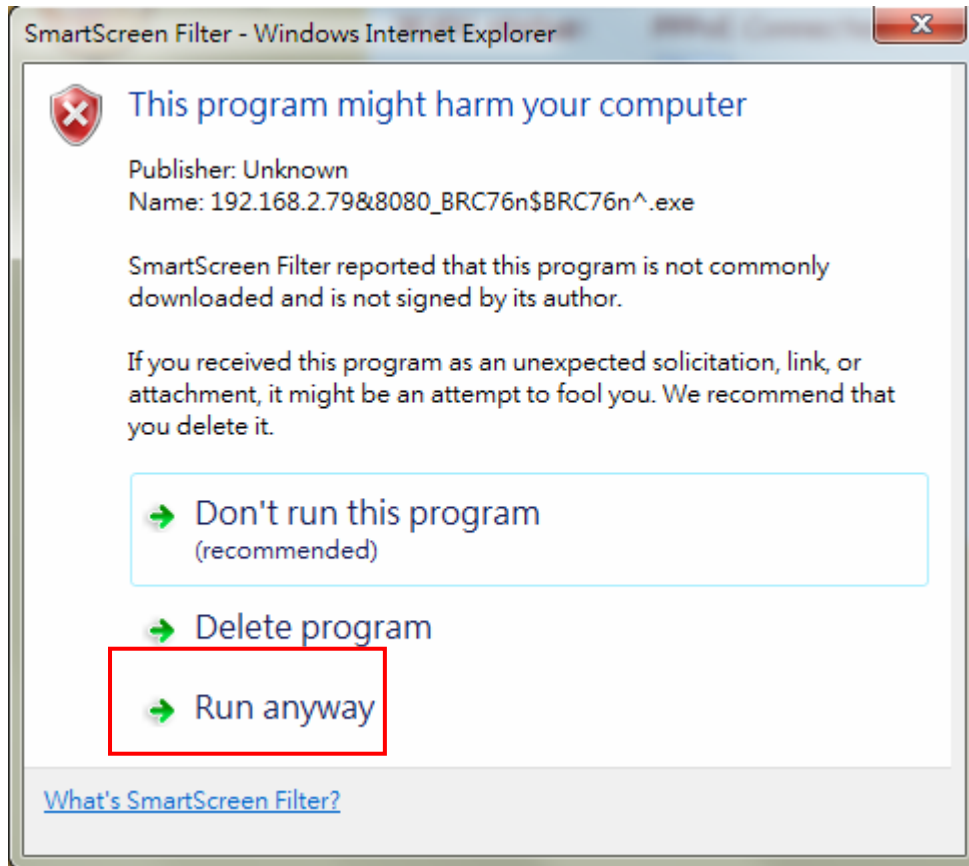 SmartScreen Filter - Windows Internet Explorer
This program might harm your computer
Publisher: Unknown
Name: 192.168.2.79&8080_BRC76n$BRC76n^.exe
SmartScreen Filter reported that this program is not commonly
downloaded and is not signed by its author.
If you received this program as an unexpected solicitation, link, or
attachment, it might be an attempt to fool you. We recommend that
you delete it.
Don't run this program
(recommended)
Delete program
Run anyway
What's SmartScreen Filter?